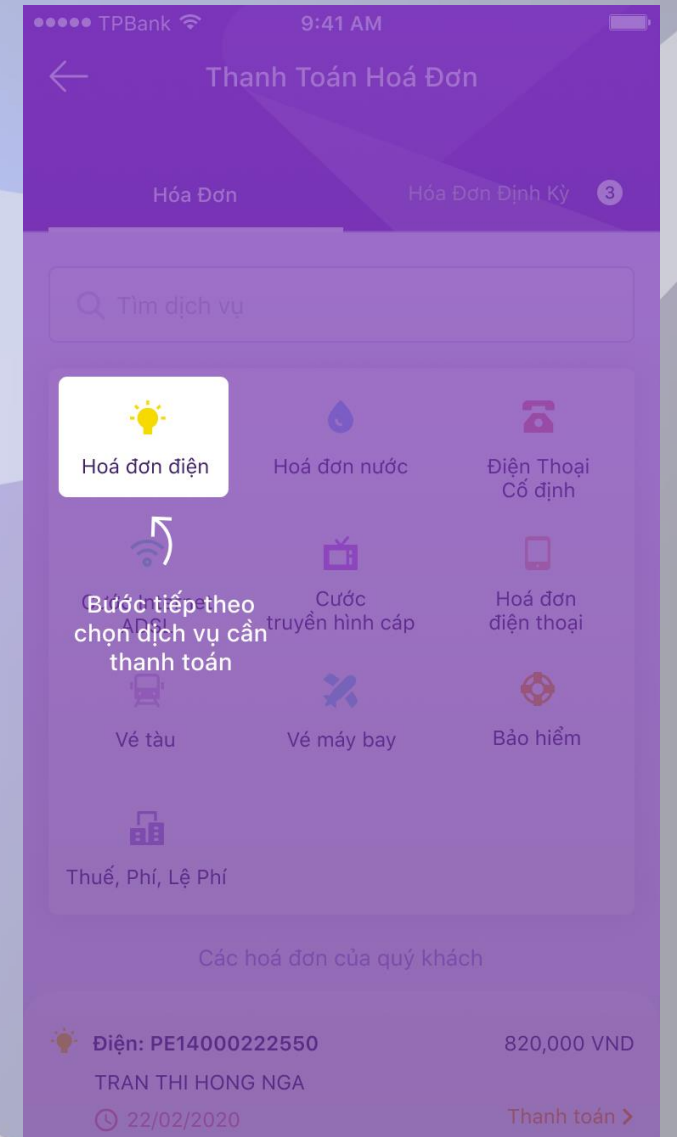 TPBank 9:41 AM
Thanh Toán Hoá Đơn
Hóa Đơn Hóa Đơn Định Kỳ 3
Tìm dịch vụ
Hoá đơn điện Hoá đơn nước Điện Thoại
Cố định
Bước tiếp theo
chọn dịch vụ cần
thanh toán
ADSL
Cước
truyền hình cáp
Hoá đơn
điện thoại
Vé tàu Vé máy bay Bảo hiểm
Thuế, Phí, Lệ Phí
Các hoá đơn của quý khách
Điện: PE14000222550 820,000 VND
TRAN THI HONG NGA
22/02/2020 Thanh toán